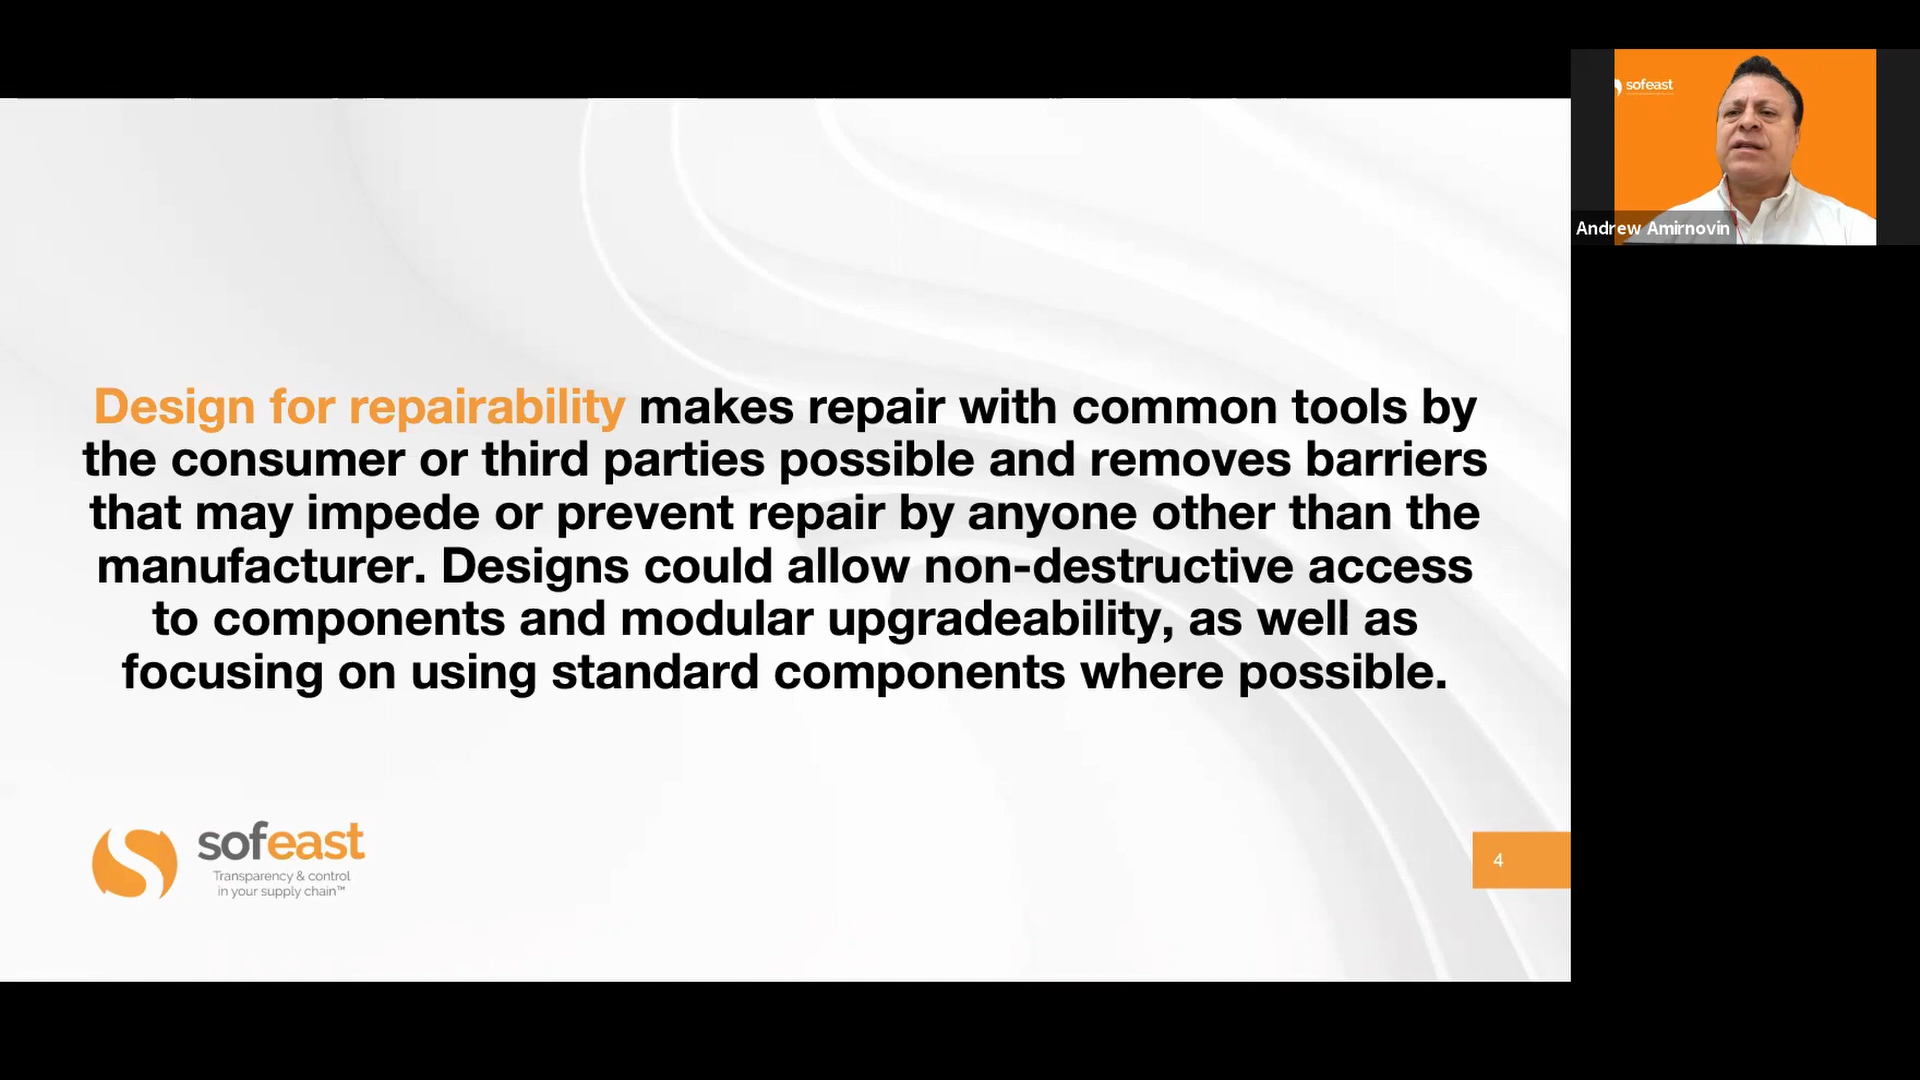 Design for repairability makes repair with common tools by
the consumer or third parties possible and removes barriers
that may impede or prevent repair by anyone other than the
manufacturer. Designs could allow non-destructive access
to components and modular upgradeability, as well as
focusing on using standard components where possible.
sofeast
Transparency & control
in your supply chain™
4
sofeast
Andrew Amirnovin